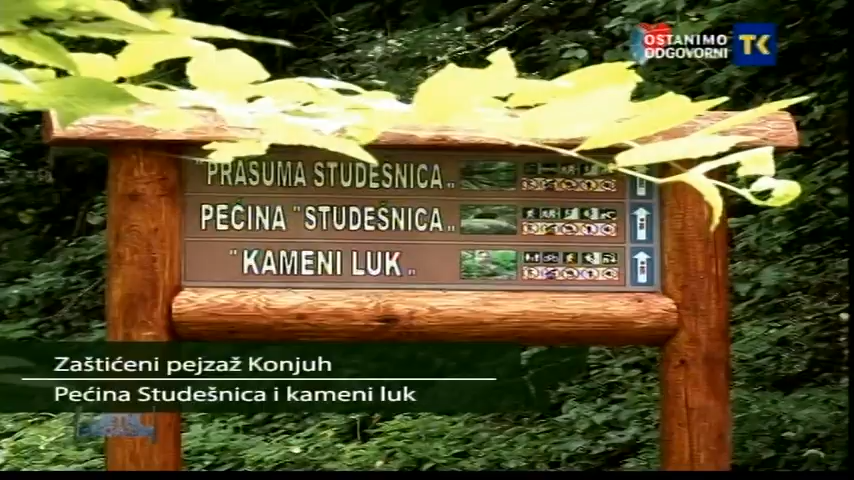 OSTANIMO
ODGOVORNI
TK
"PRAŠUMA STUDEŠNICA"
PEĆINA "STUDEŠNICA"
"KAMENI LUK"
Zaštićeni pejzaž Konjuh
Pećina Studešnica i kameni luk